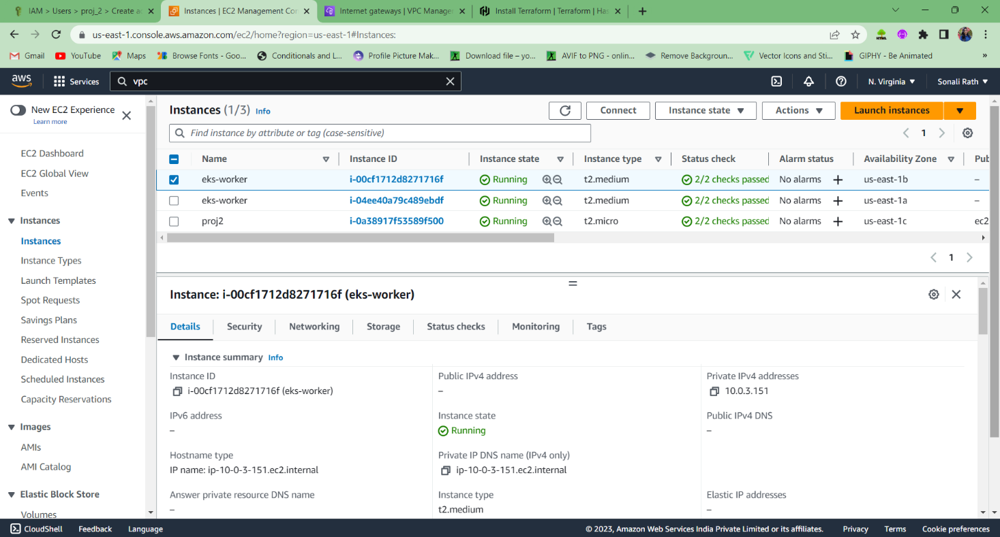 IAM > Users > proj_2 > Create ac
Instances | EC2 Management Con
Internet gateways | VPC Manager
Install Terraform | Terraform | Has
us-east-1.console.aws.amazon.com/ec2/home?region=us-east-1#Instances:
Gmail YouTube Maps Browse Fonts - Goo... Conditionals and L... Profile Picture Mak... Download file – yo... AVIF to PNG - onlin... Remove Backgroun... Vector Icons and Sti... GIPHY - Be Animated »
aws Services vpc N. Virginia Sonali Rath
New EC2 Experience
Learn more
EC2 Dashboard
EC2 Global View
Events
Instances
Instances
Instance Types
Launch Templates
Spot Requests
Savings Plans
Reserved Instances
Dedicated Hosts
Scheduled Instances
Capacity Reservations
Images
AMIs
AMI Catalog
Elastic Block Store
Volumes
Instances (1/3) Info
Connect Instance state Actions Launch instances
Find instance by attribute or tag (case-sensitive)
1
Name Instance ID Instance state Instance type Status check Alarm status Availability Zone Pub
eks-worker i-00cf1712d8271716f Running t2.medium 2/2 checks passed No alarms + us-east-1b –
eks-worker i-04ee40a79c489ebdf Running t2.medium 2/2 checks passed No alarms + us-east-1a –
proj2 i-0a38917f53589f500 Running t2.micro 2/2 checks passed No alarms + us-east-1c ec2
1
Instance: i-00cf1712d8271716f (eks-worker)
Details Security Networking Storage Status checks Monitoring Tags
Instance summary Info
Instance ID Public IPv4 address Private IPv4 addresses
i-00cf1712d8271716f (eks-worker) – 10.0.3.151
IPv6 address Instance state Public IPv4 DNS
– Running –
Hostname type Private IP DNS name (IPv4 only)
IP name: ip-10-0-3-151.ec2.internal ip-10-0-3-151.ec2.internal
Answer private resource DNS name Instance type Elastic IP addresses
– t2.medium –
CloudShell Feedback Language © 2023, Amazon Web Services India Private Limited or its affiliates. Privacy Terms Cookie preferences